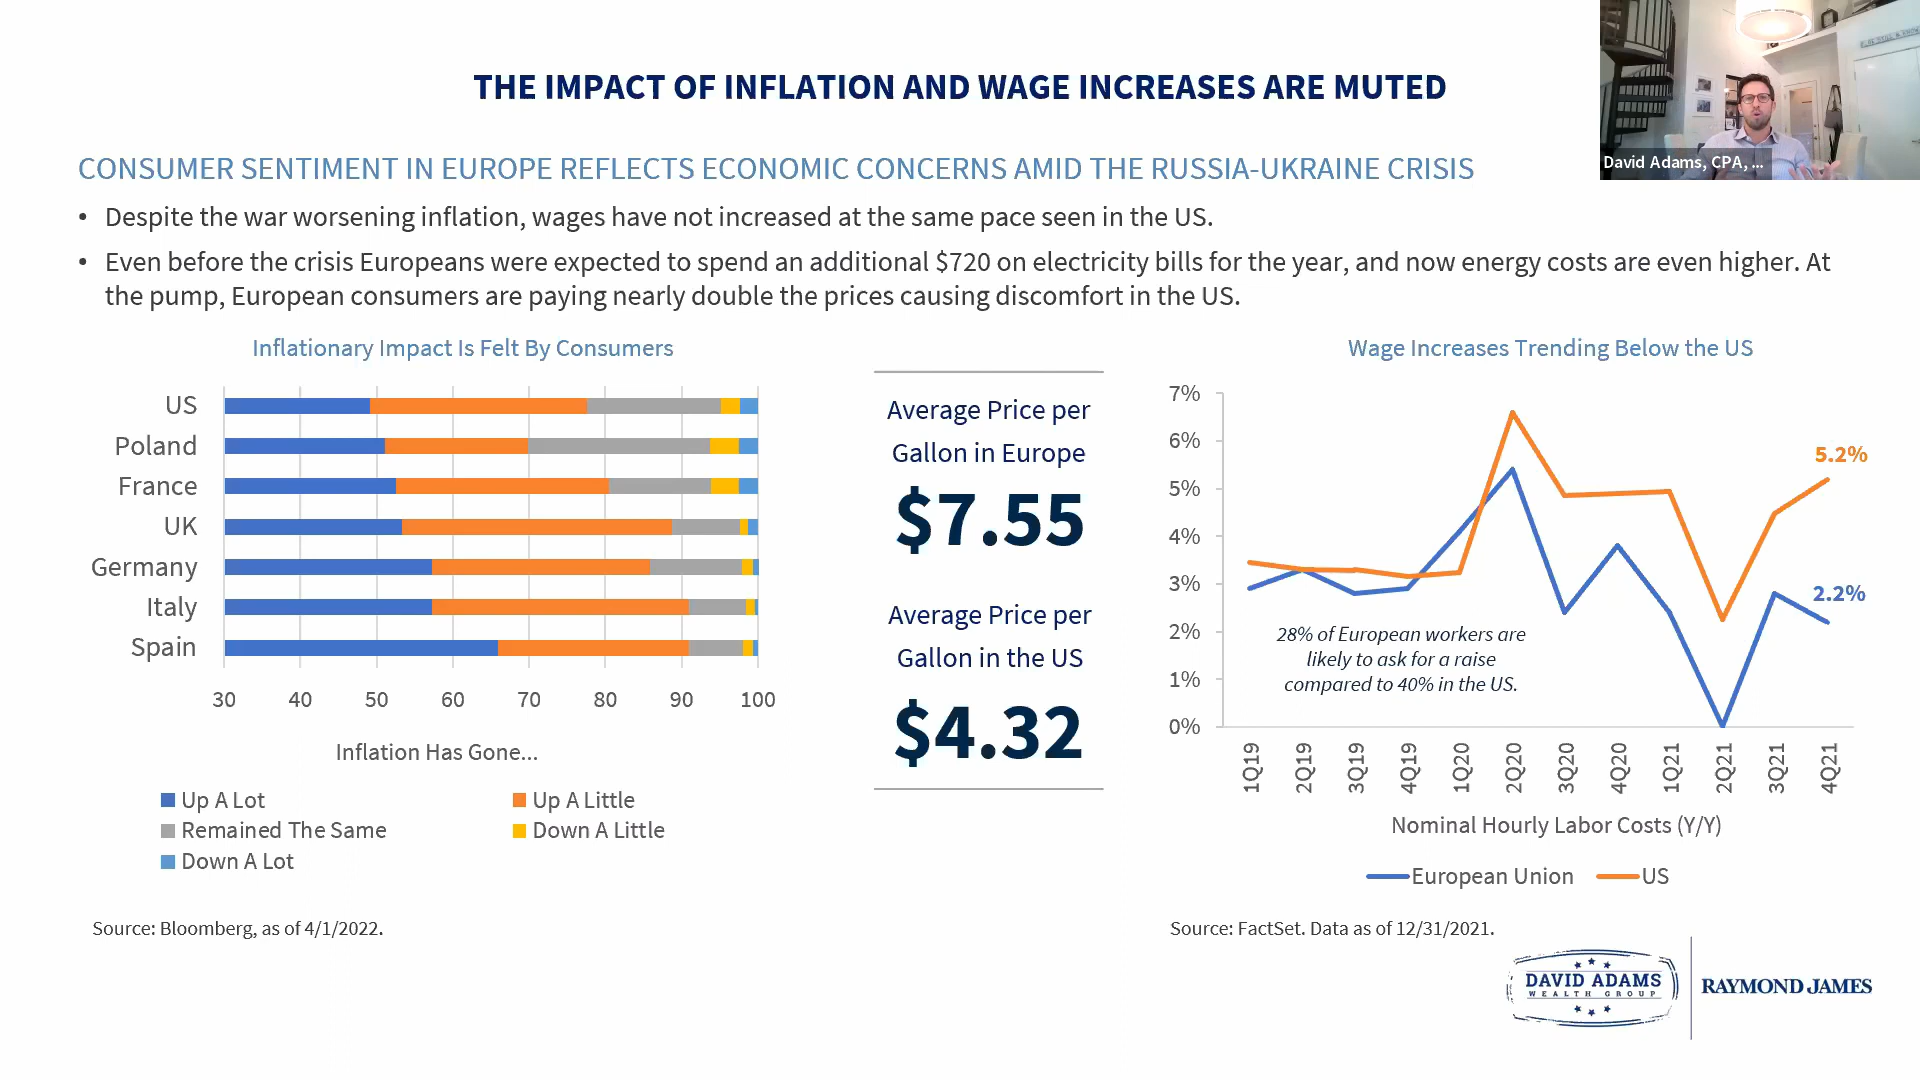 THE IMPACT OF INFLATION AND WAGE INCREASES ARE MUTED
David Adams, CPA, ...
CONSUMER SENTIMENT IN EUROPE REFLECTS ECONOMIC CONCERNS AMID THE RUSSIA-UKRAINE CRISIS
• Despite the war worsening inflation, wages have not increased at the same pace seen in the US.
• Even before the crisis Europeans were expected to spend an additional $720 on electricity bills for the year, and now energy costs are even higher. At
the pump, European consumers are paying nearly double the prices causing discomfort in the US.
Inflationary Impact Is Felt By Consumers
US
Poland
France
UK
Germany
Italy
Spain
30 40 50 60 70 80 90 100
Inflation Has Gone...
Up A Lot
Up A Little
Remained The Same
Down A Little
Down A Lot
Source: Bloomberg, as of 4/1/2022.
Average Price per
Gallon in Europe
$7.55
Average Price per
Gallon in the US
$4.32
Wage Increases Trending Below the US
7%
6%
5%
4%
3%
2%
1%
0%
5.2%
2.2%
28% of European workers are
likely to ask for a raise
compared to 40% in the US.
1Q19 2Q19 3Q19 4Q19 1Q20 2Q20 3Q20 4Q20 1Q21 2Q21 3Q21 4Q21
Nominal Hourly Labor Costs (Y/Y)
European Union US
Source: FactSet. Data as of 12/31/2021.
DAVID ADAMS
WEALTH GROUP
RAYMOND JAMES